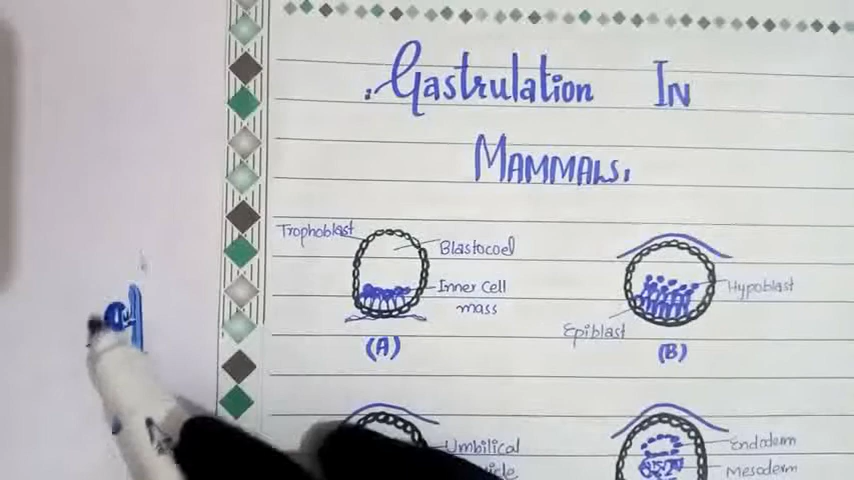 : Gastrulation In
Mammals.
Trophoblast
Blastocoel
Inner Cell
mass
(A)
Hypoblast
Epiblast
(B)
Umbilical
Endoderm
Mesoderm